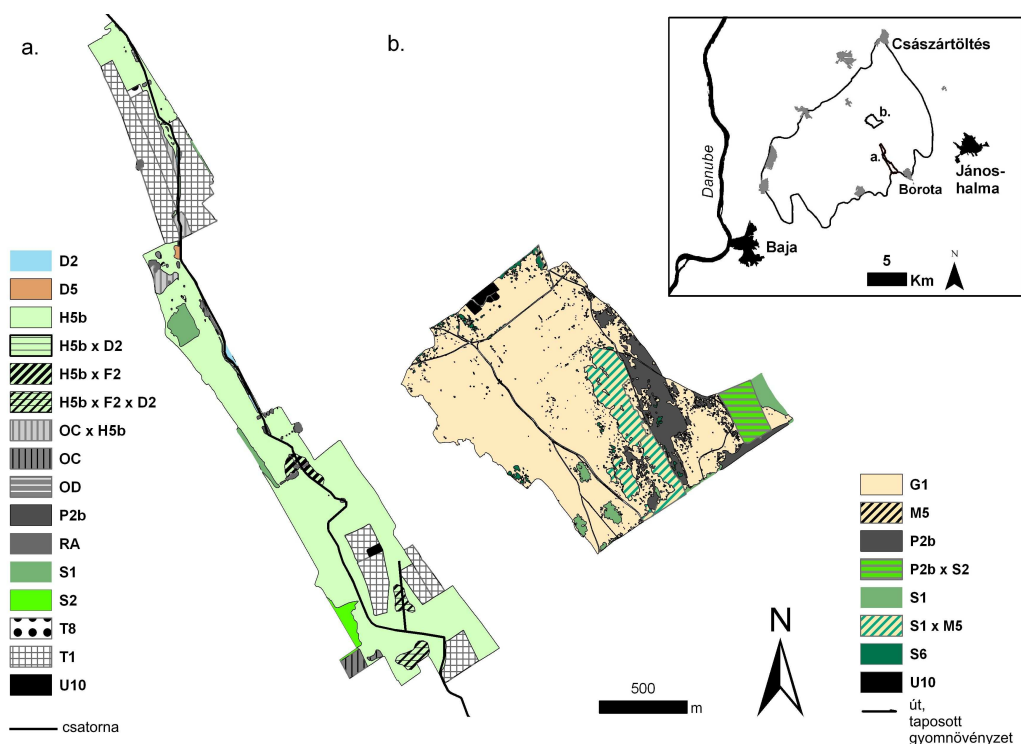 a.
b.
Császártöltés
b.
a.
János-
halma
Borota
Danube
Baja
5
Km
N
D2
D5
H5b
H5b x D2
H5b x F2
H5b x F2 x D2
OC x H5b
OC
OD
P2b
RA
S1
S2
T8
T1
U10
csatorna
N
500
m
G1
M5
P2b
P2b x S2
S1
S1 x M5
S6
U10
út,
taposott
gyomnövényzet